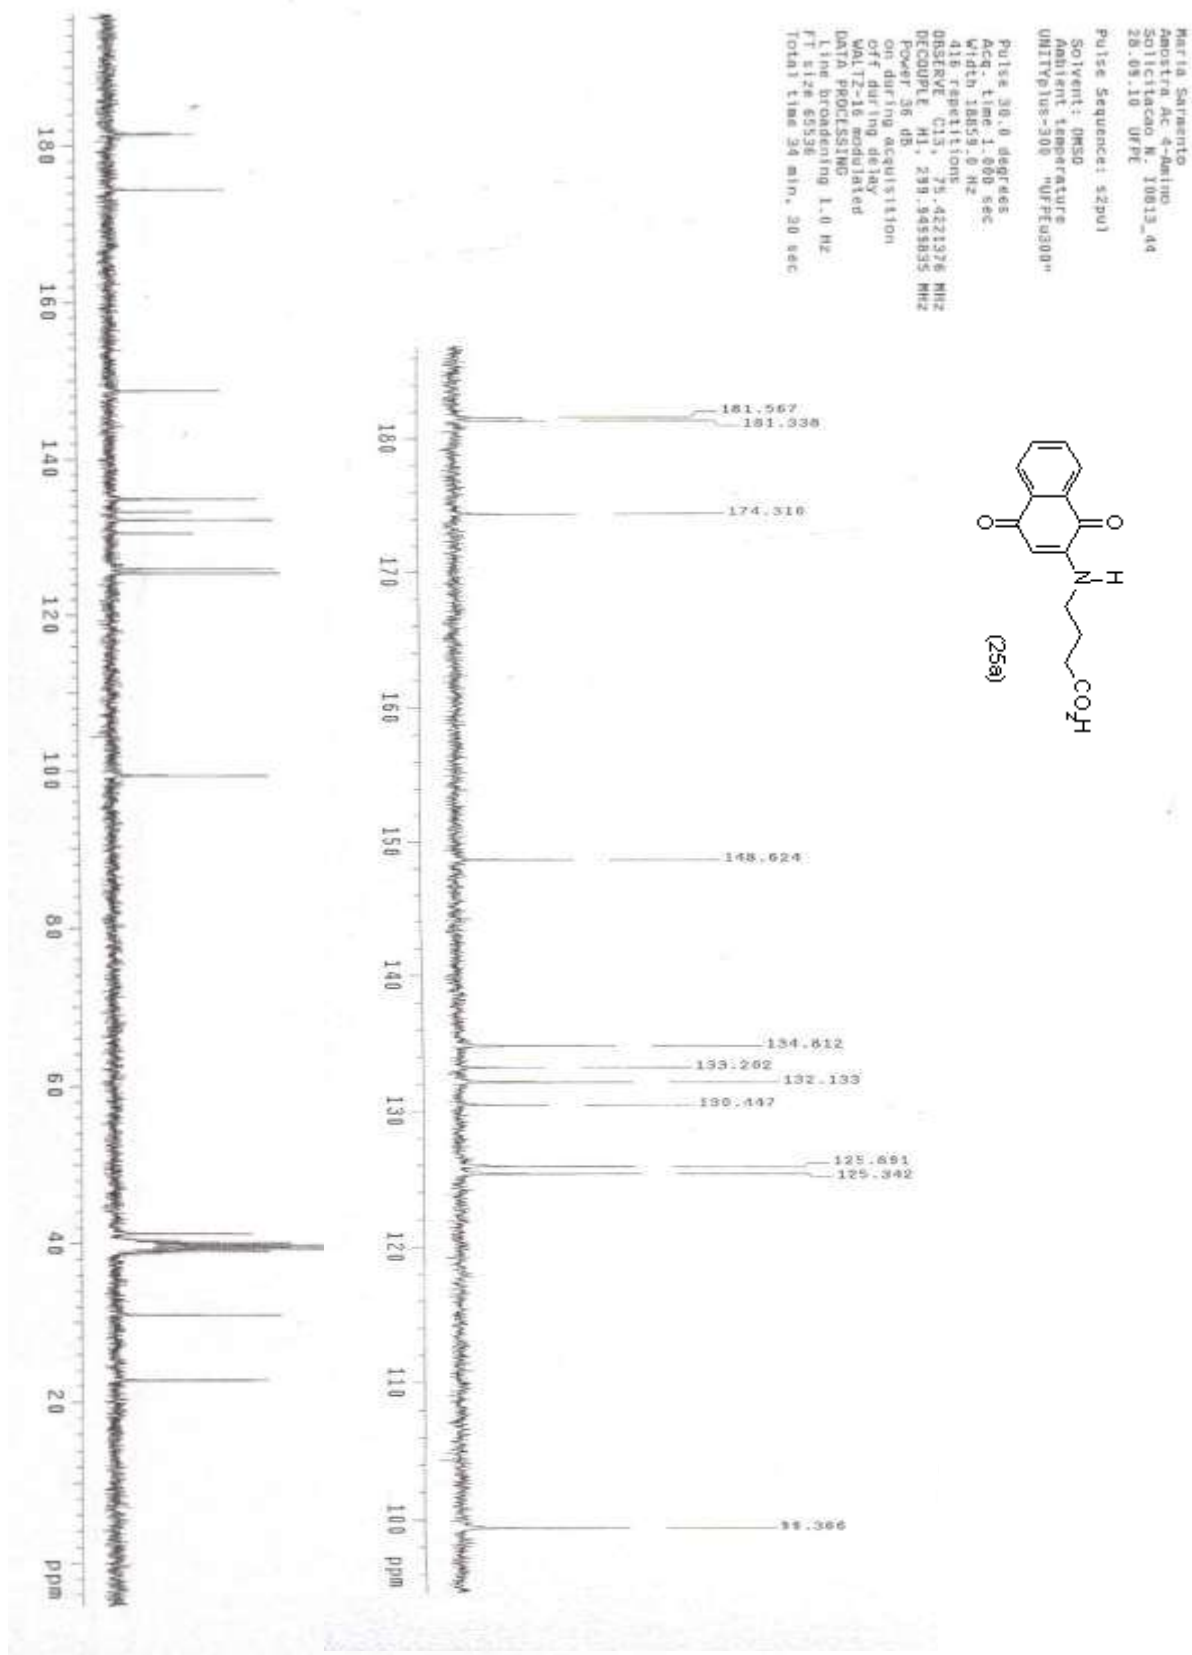 Maria Sarmento
Amostra Ac 4-Amino
Solicitacao N. 10813_44
28.09.10 UFPE
Pulse Sequence: s2pul
Solvent: DMSO
Ambient temperature
UNITYplus-300 "UFPEu300"
Pulse 30.0 degrees
Acq. time 1.000 sec
Width 18859.0 Hz
416 repetitions
OBSERVE C13, 75.4221376 MHz
DECOUPLE H1, 299.9499835 MHz
Power 36 dB
on during acquisition
off during delay
WALTZ-16 modulated
DATA PROCESSING
Line broadening 1.0 Hz
FT size 65536
Total time 34 min, 30 sec
O
O
N
H
CO2H
(25a)
181.567
181.338
174.310
148.624
134.812
133.202
132.133
130.447
125.891
125.342
99.366
180
170
160
150
140
130
120
110
100
ppm
180
160
140
120
100
80
60
40
20
ppm